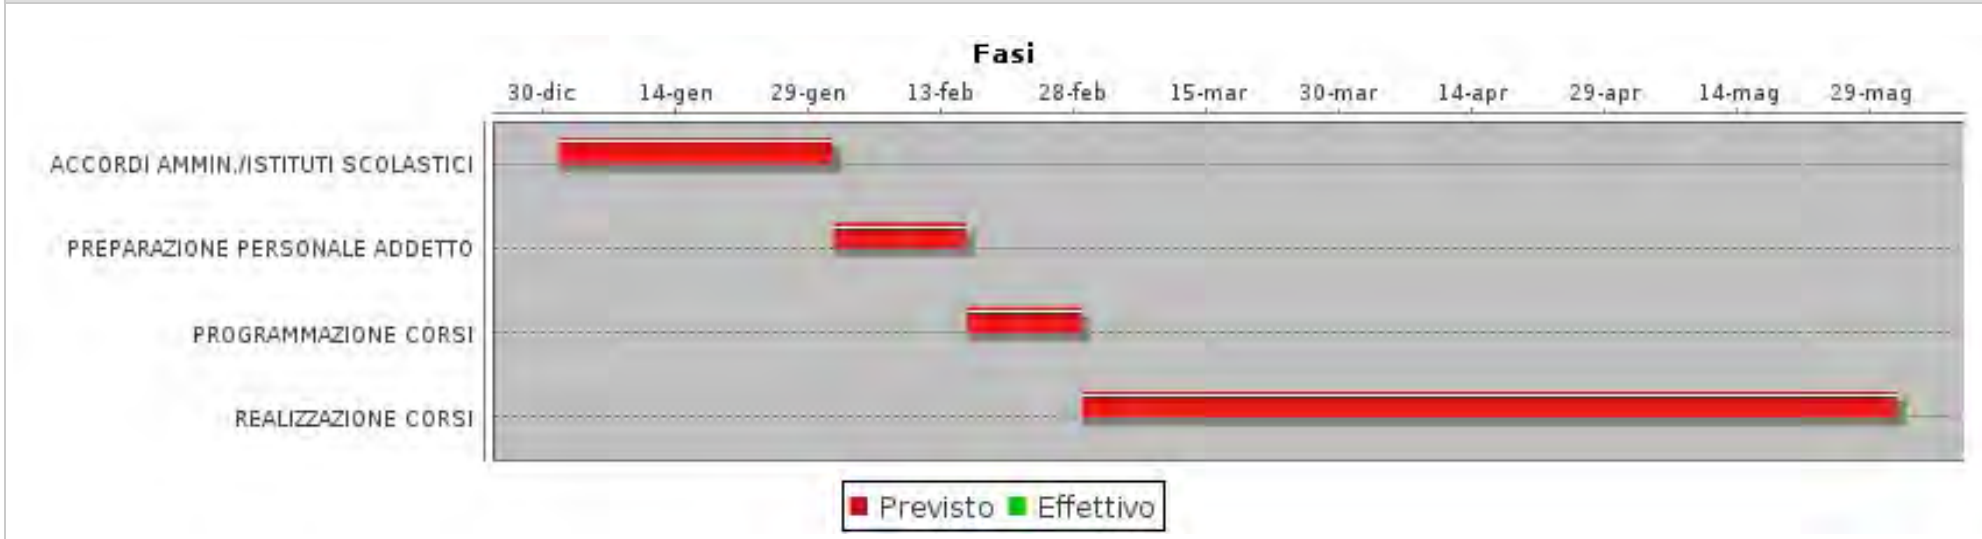 Fasi
30-dic 14-gen 29-gen 13-feb 28-feb 15-mar 30-mar 14-apr 29-apr 14-mag 29-mag
ACCORDI AMMIN./ISTITUTI SCOLASTICI
PREPARAZIONE PERSONALE ADDETTO
PROGRAMMAZIONE CORSI
REALIZZAZIONE CORSI
Previsto Effettivo